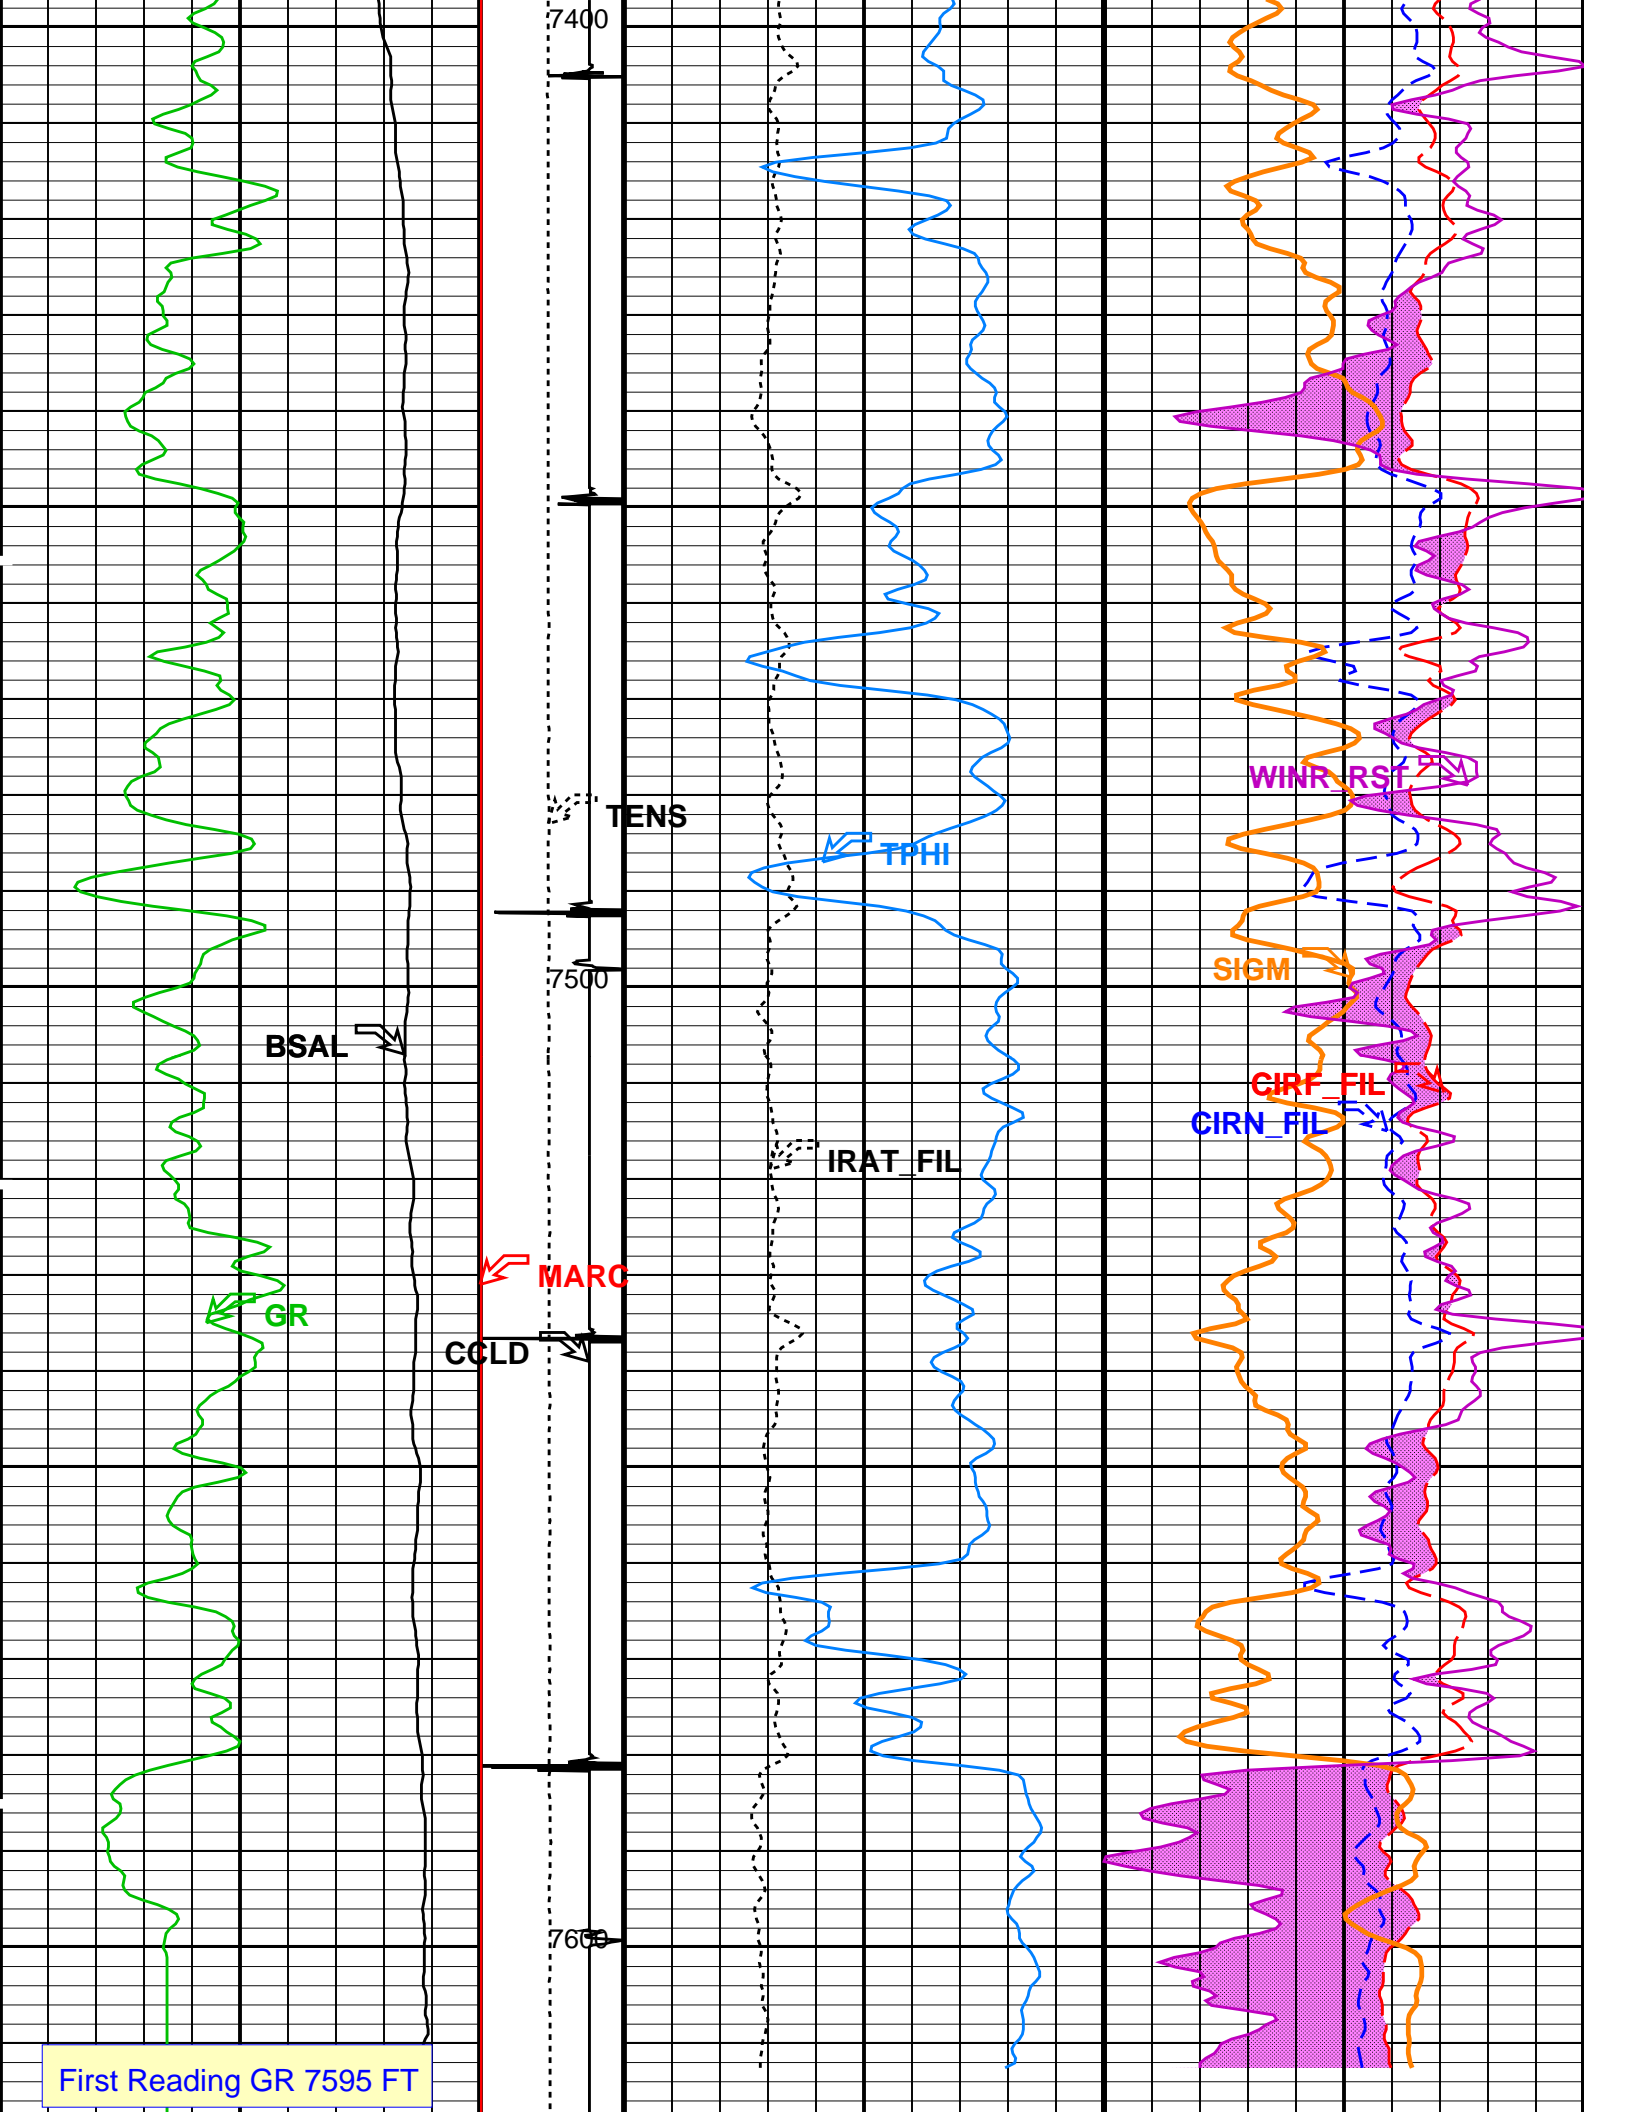 7400
WINR_RST
TENS
TPHI
SIGM
7500
BSAL
CIRF_FIL
CIRN_FIL
IRAT_FIL
MARC
GR
CCLD
7600
First Reading GR 7595 FT